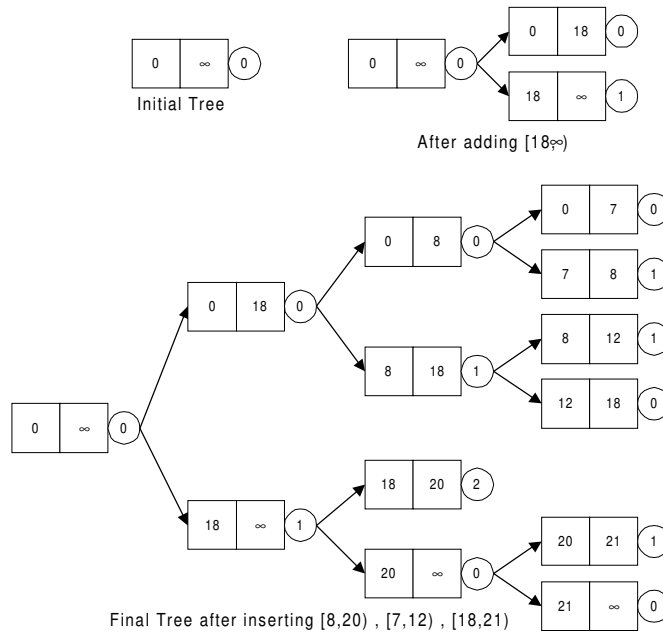 0 ∞ 0
Initial Tree
0 18 0
0 ∞ 0
18 ∞ 1
After adding [18,∞)
0 7 0
0 8 0
7 8 1
0 18 0
8 12 1
8 18 1
12 18 0
0 ∞ 0
18 20 2
18 ∞ 1
20 21 1
20 ∞ 0
21 ∞ 0
Final Tree after inserting [8,20) , [7,12) , [18,21)